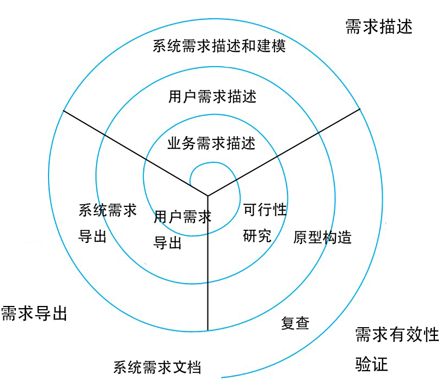 需求描述
系统需求描述和建模
用户需求描述
业务需求描述
系统需求
导出
用户需求
导出
可行性
研究
原型构造
需求导出
复查
需求有效性
验证
系统需求文档